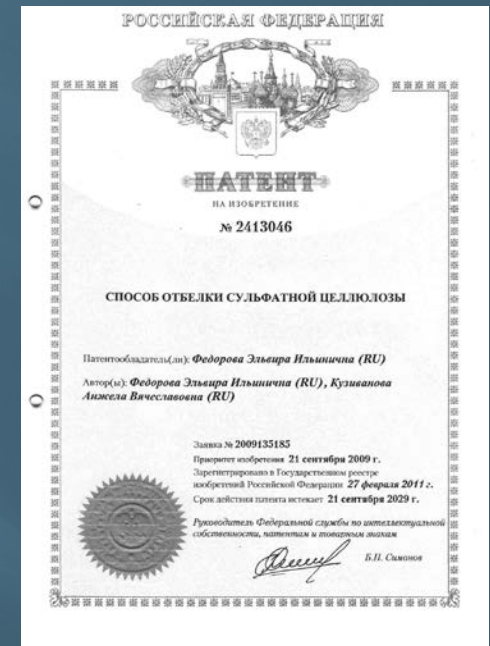 РОССИЙСКАЯ ФЕДЕРАЦИЯ
ПАТЕНТ
НА ИЗОБРЕТЕНИЕ
№ 2413046
СПОСОБ ОТБЕЛКИ СУЛЬФАТНОЙ ЦЕЛЛЮЛОЗЫ
Патентообладатель(ли): Федорова Эльвира Ильинична (RU)
Автор(ы): Федорова Эльвира Ильинична (RU), Кузиванова
Анжела Вячеславовна (RU)
Заявка № 2009135185
Приоритет изобретения 21 сентября 2009 г.
Зарегистрировано в Государственном реестре
изобретений Российской Федерации 27 февраля 2011 г.
Срок действия патента истекает 21 сентября 2029 г.
Руководитель Федеральной службы по интеллектуальной
собственности, патентам и товарным знакам
Б.П. Симонов